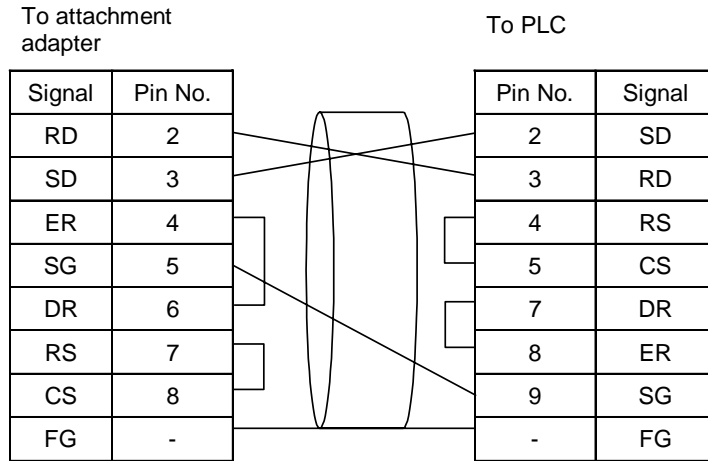 To attachment
adapter
To PLC
Signal Pin No. Pin No. Signal
RD 2 2 SD
SD 3 3 RD
ER 4 4 RS
SG 5 5 CS
DR 6 7 DR
RS 7 8 ER
CS 8 9 SG
FG - - FG